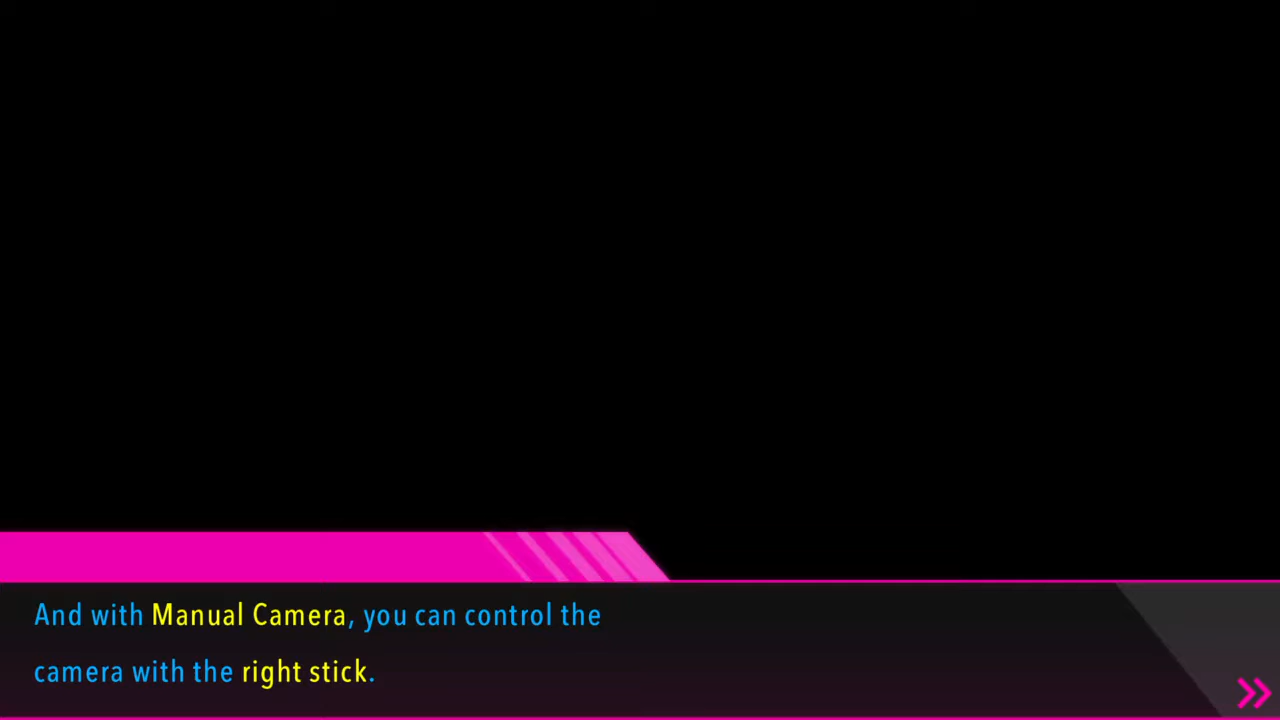 And with Manual Camera, you can control the
camera with the right stick.